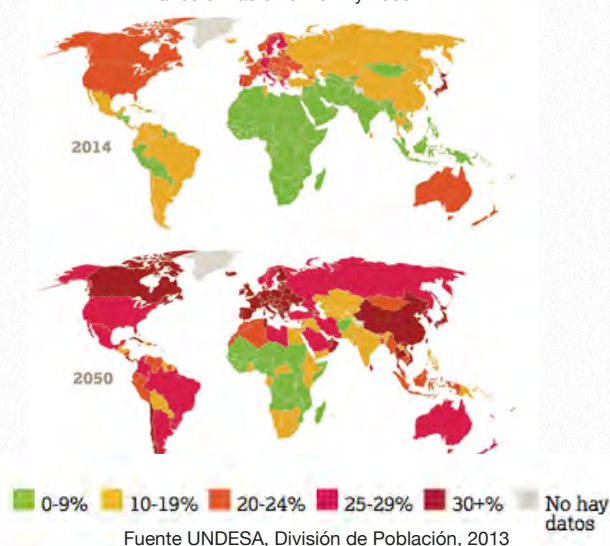 2014
2050
0-9% 10-19% 20-24% 25-29% 30+% No hay
datos
Fuente UNDESA, División de Población, 2013